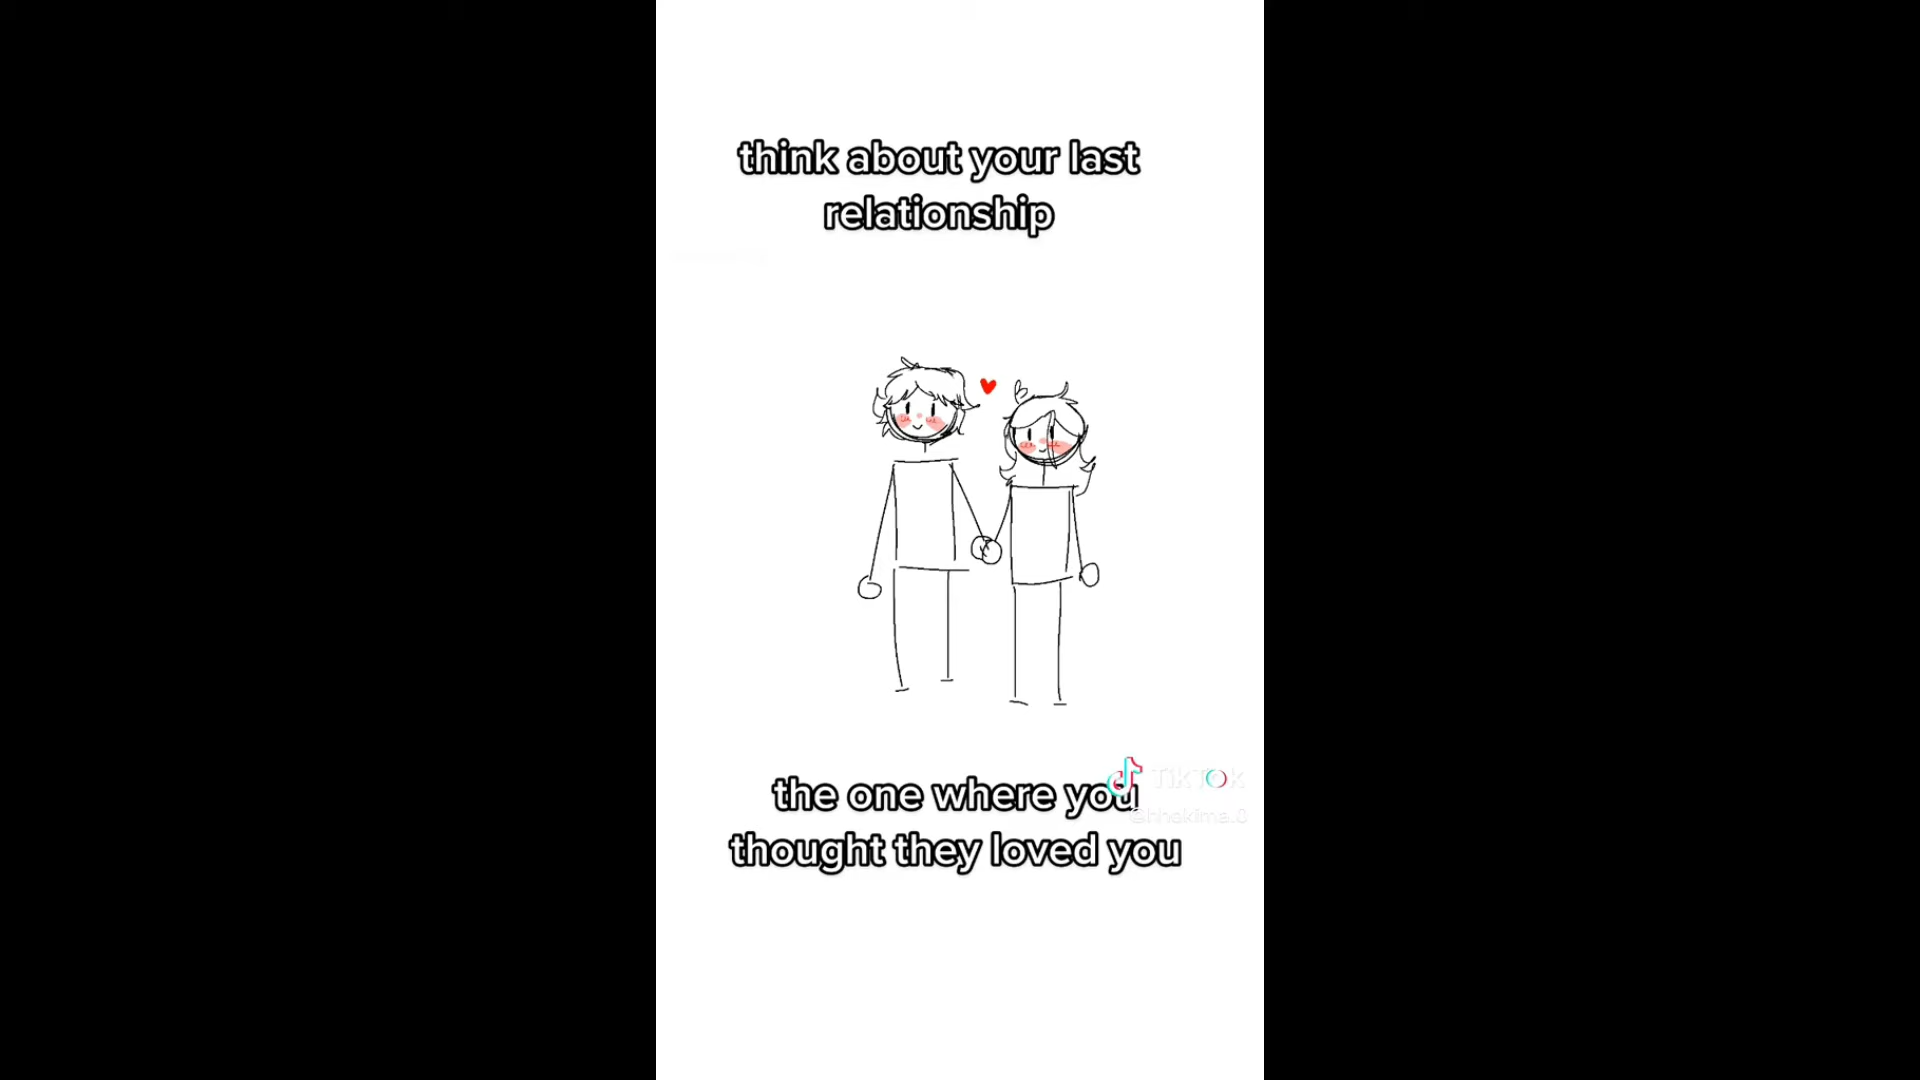 think about your last
relationship
the one where you
thought they loved you
TikTok